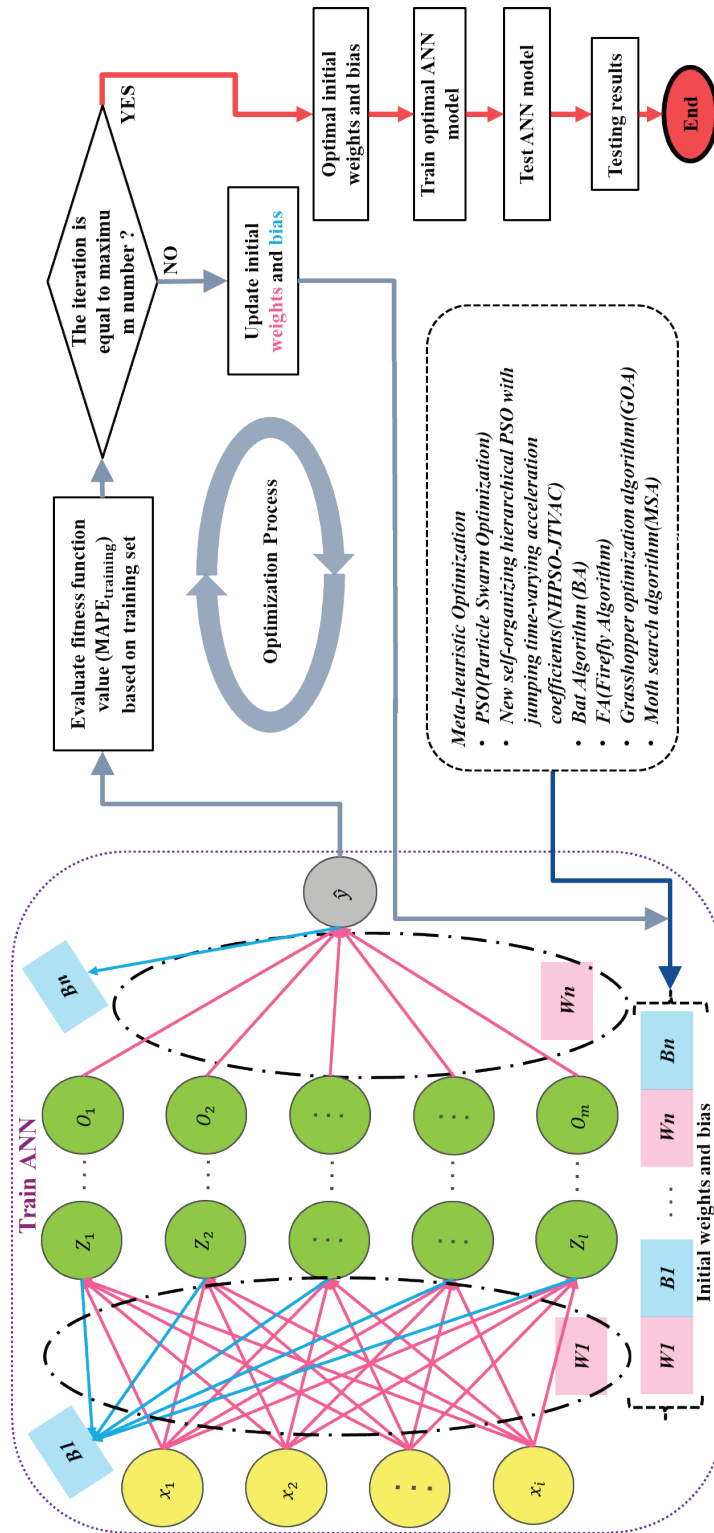 Train ANN
B1
Bn
x1
x2
...
xi
Z1
Z2
...
...
Zl
...
...
...
...
...
O1
O2
...
...
Om
ŷ
W1
Wn
W1
B1
...
Wn
Bn
Initial weights and bias
Evaluate fitness function
value (MAPEtraining)
based on training set
Optimization Process
The iteration is
equal to maximu
m number ?
YES
NO
Update initial
weights and bias
Meta-heuristic Optimization
• PSO(Particle Swarm Optimization)
• New self-organizing hierarchical PSO with
jumping time-varying acceleration
coefficients(NHPSO-JTVAC)
• Bat Algorithm (BA)
• FA(Firefly Algorithm)
• Grasshopper optimization algorithm(GOA)
• Moth search algorithm(MSA)
Optimal initial
weights and bias
Train optimal ANN
model
Test ANN model
Testing results
End